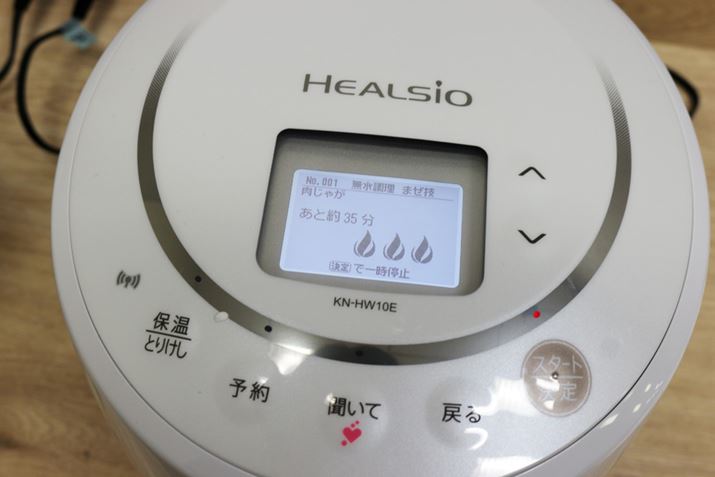 HEALSiO
No.001 無水調理 まぜ技
肉じゃが
あと約 35 分
(決定)で一時停止
KN-HW10E
保温
とりけし
予約
聞いて
戻る
スタート
決定